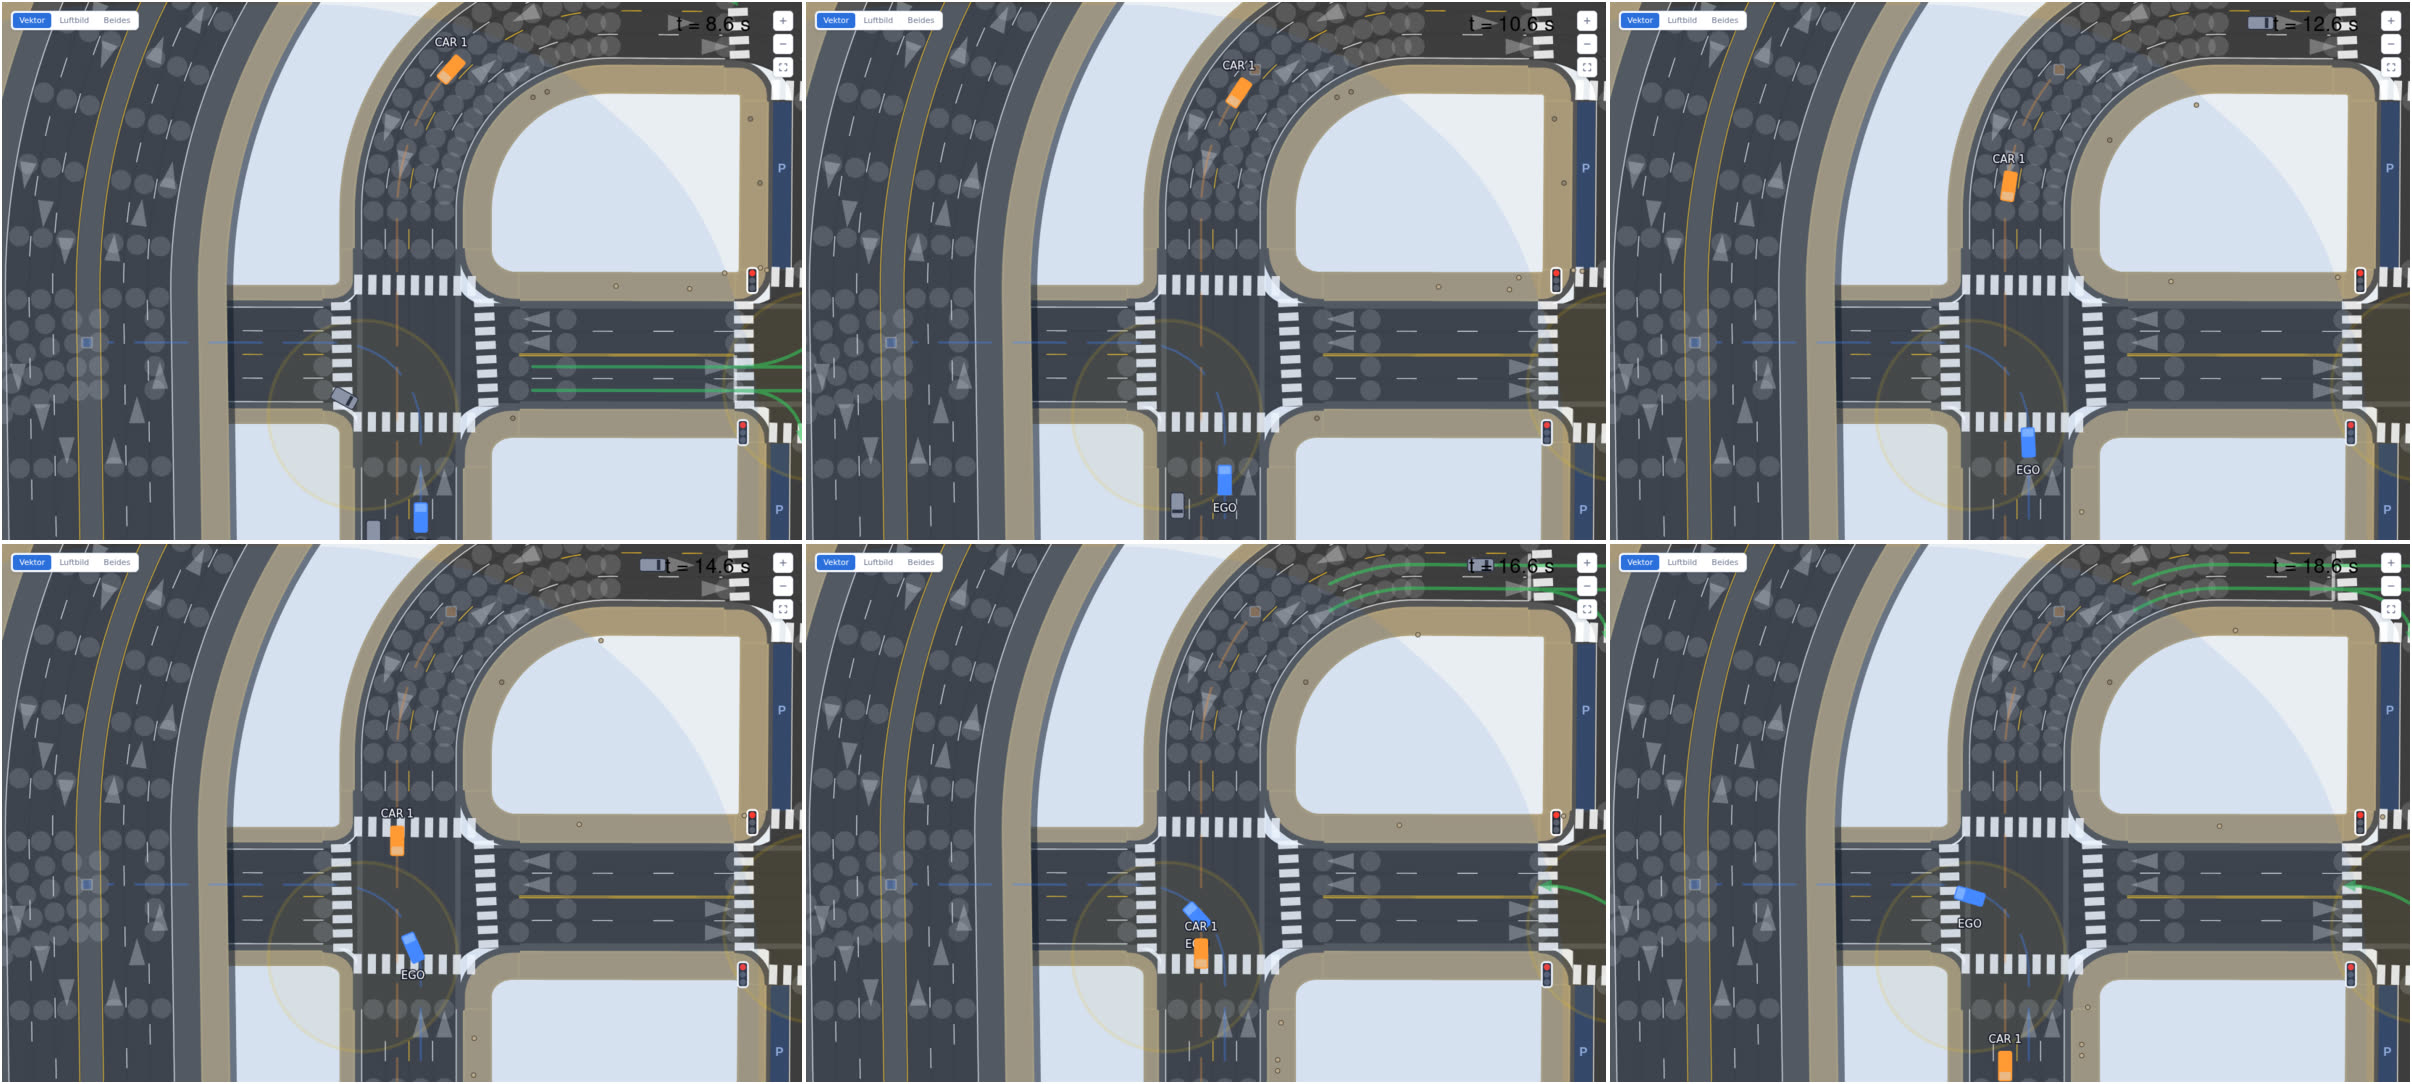 Vektor Luftbild Beides
t = 8.6 s
+
−
CAR 1
P
P
Vektor Luftbild Beides
t = 10.6 s
+
−
CAR 1
P
EGO
P
Vektor Luftbild Beides
t = 12.6 s
+
−
CAR 1
P
EGO
P
Vektor Luftbild Beides
t = 14.6 s
+
−
P
CAR 1
EGO
P
Vektor Luftbild Beides
t = 16.6 s
+
−
P
CAR 1
P
Vektor Luftbild Beides
t = 18.6 s
+
−
P
EGO
CAR 1
P